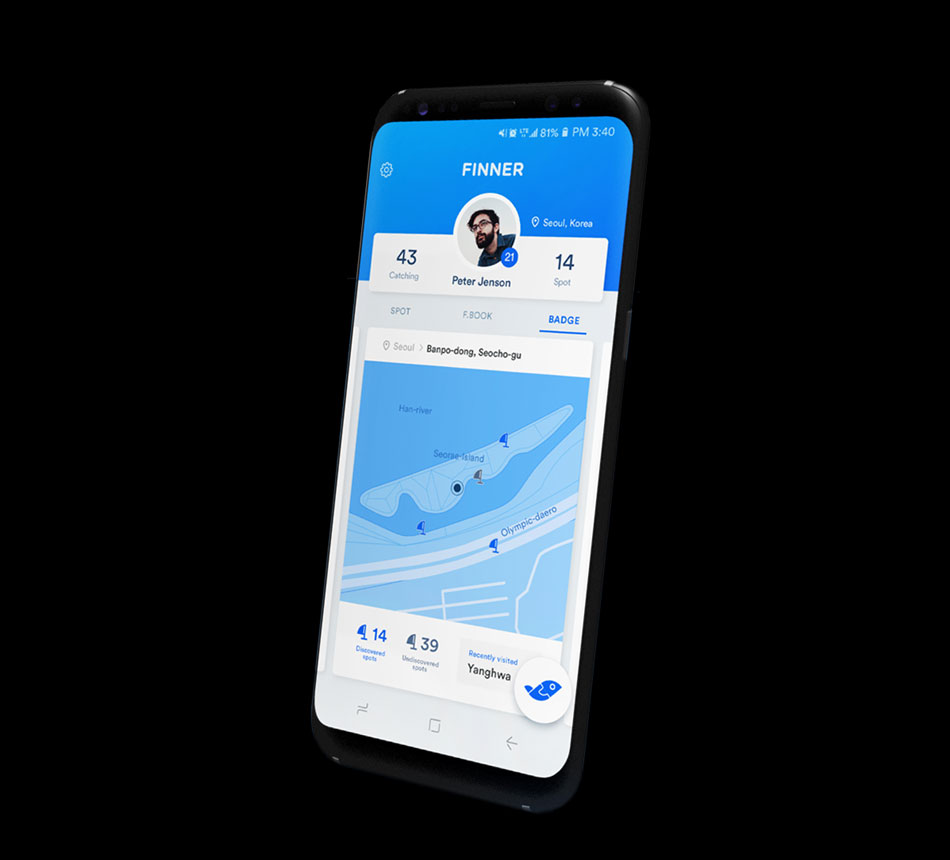 LTE 81% PM 3:40
FINNER
Seoul, Korea
21
43
Catching
Peter Jenson
14
Spot
SPOT
F.BOOK
BADGE
Seoul > Banpo-dong, Seocho-gu
Han-river
Seorae-Island
Olympic-daero
14
Discovered
spots
39
Undiscovered
spots
Recently visited
Yanghwa